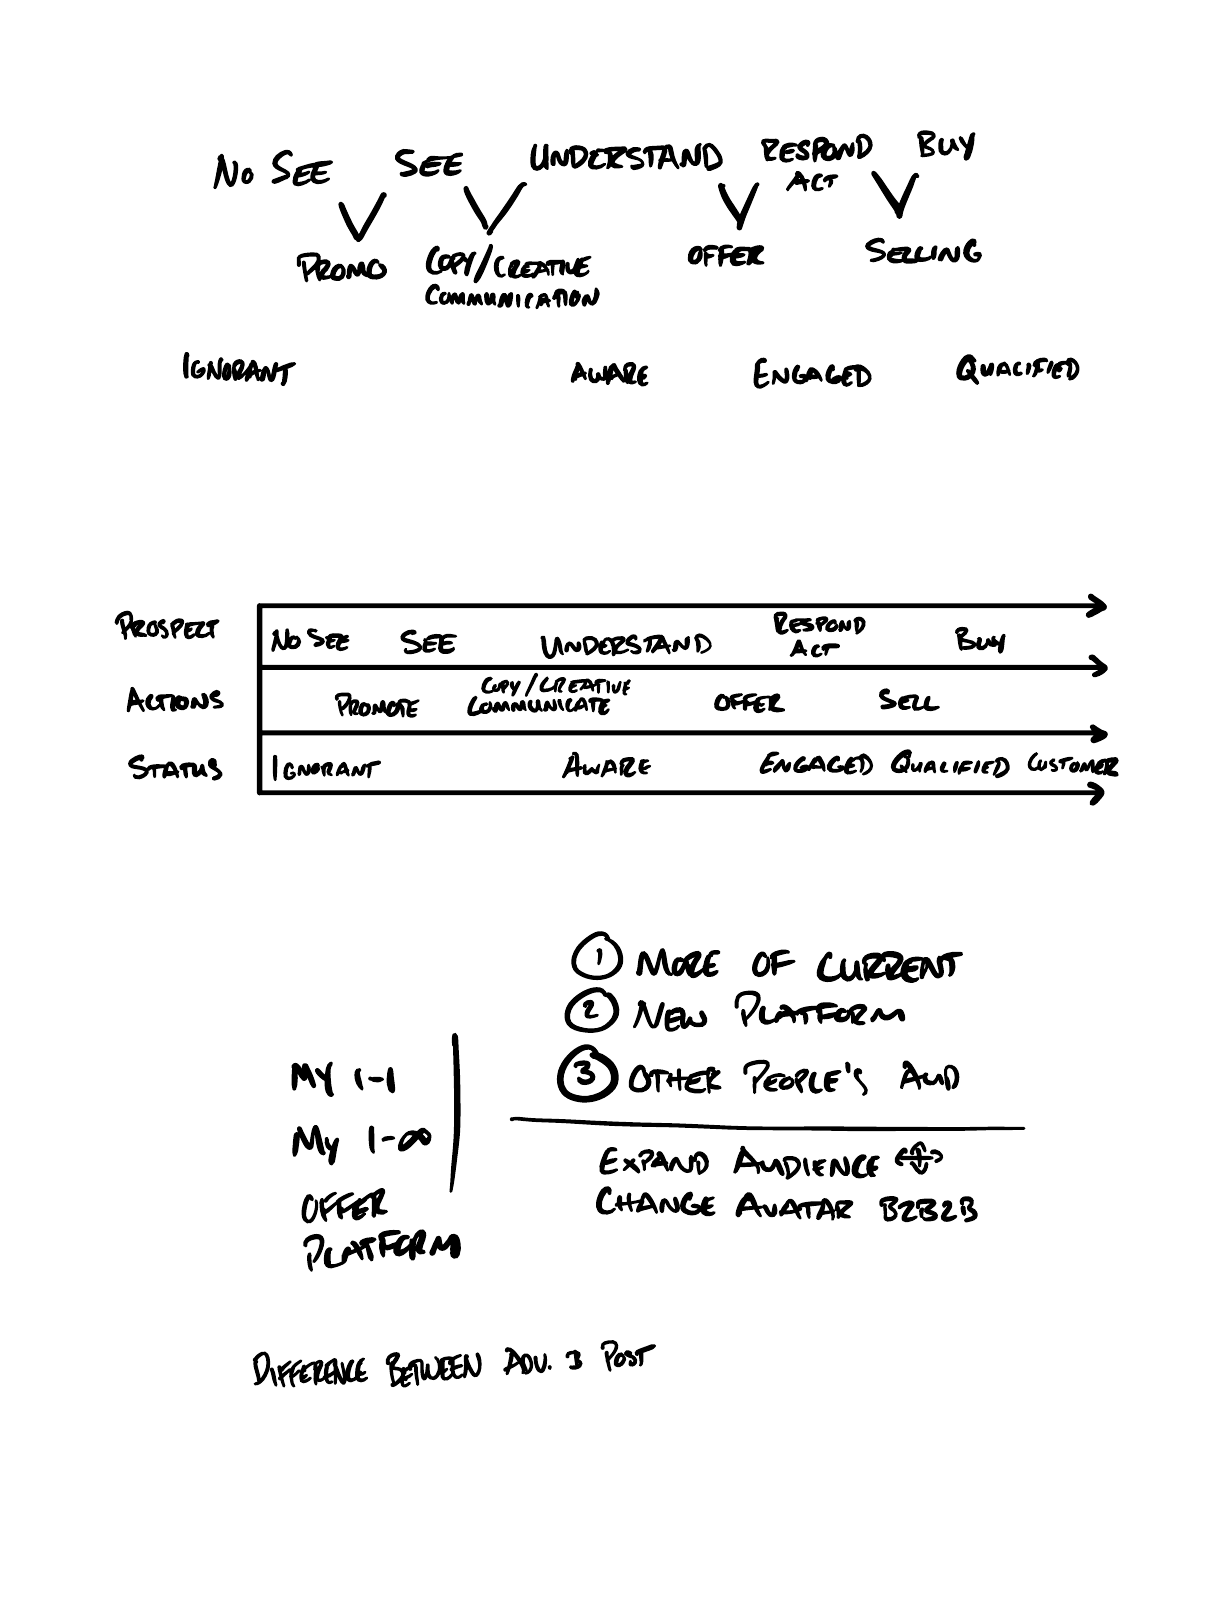 NO SEE SEE UNDERSTAND RESPOND BUY
ACT
PROMO COPY/CREATIVE OFFER SELLING
COMMUNICATION
IGNORANT AWARE ENGAGED QUALIFIED
PROSPECT NO SEE SEE UNDERSTAND RESPOND BUY
ACT
ACTIONS PROMOTE COPY/CREATIVE OFFER SELL
COMMUNICATE
STATUS IGNORANT AWARE ENGAGED QUALIFIED CUSTOMER
1 MORE OF CURRENT
2 NEW PLATFORM
3 OTHER PEOPLE'S AUD
EXPAND AUDIENCE
CHANGE AVATAR B2B2B
MY 1-1
MY 1-∞
OFFER
PLATFORM
DIFFERENCE BETWEEN ADV. & POST